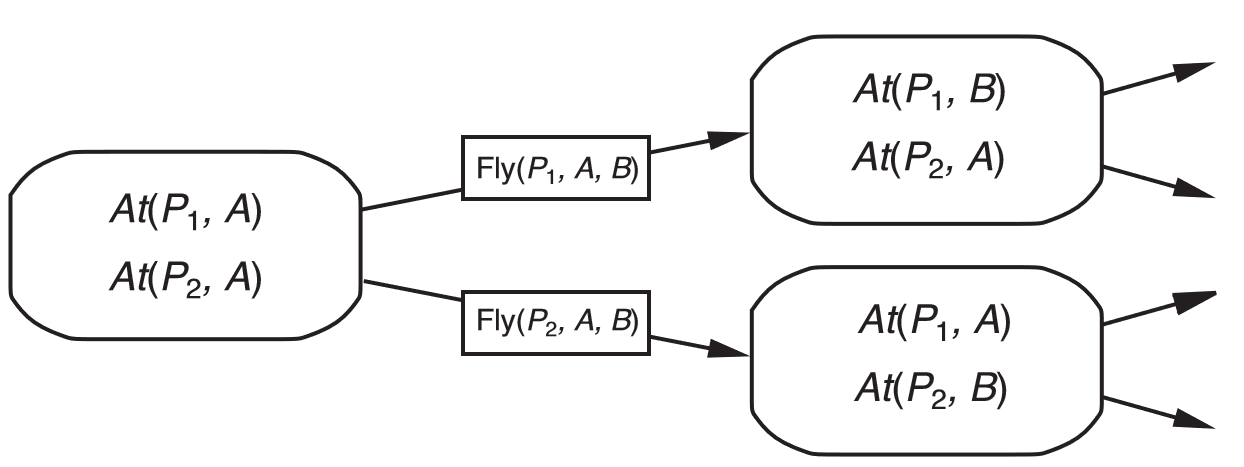 At(P₁, A)
At(P₂, A)
Fly(P₁, A, B)
Fly(P₂, A, B)
At(P₁, B)
At(P₂, A)
At(P₁, A)
At(P₂, B)